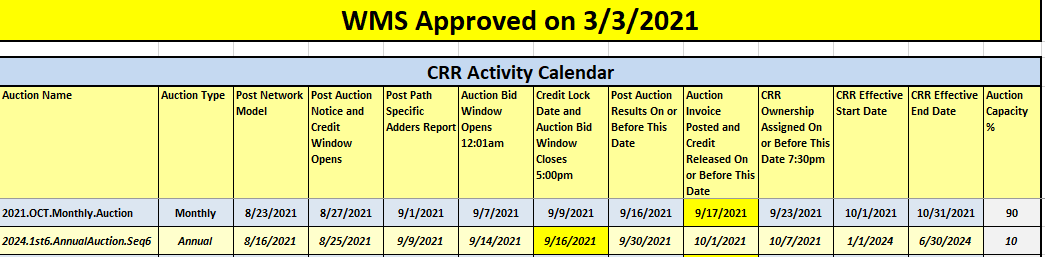 WMS Approved on 3/3/2021
CRR Activity Calendar
Auction Name
Auction Type
Post Network
Model
Post Auction
Notice and
Credit
Window
Opens
Post Path
Specific
Adders Report
Auction Bid
Window
Opens
12:01am
Credit Lock
Date and
Auction Bid
Window
Closes
5:00pm
Post Auction
Results On or
Before This
Date
Auction
Invoice
Posted and
Credit
Released On
or Before This
Date
CRR
Ownership
Assigned On
or Before This
Date 7:30pm
CRR Effective
Start Date
CRR Effective
End Date
Auction
Capacity
%
2021.OCT.Monthly.Auction Monthly 8/23/2021 8/27/2021 9/1/2021 9/7/2021 9/9/2021 9/16/2021 9/17/2021 9/23/2021 10/1/2021 10/31/2021 90
2024.1st6.AnnualAuction.Seq6 Annual 8/16/2021 8/25/2021 9/9/2021 9/14/2021 9/16/2021 9/30/2021 10/1/2021 10/7/2021 1/1/2024 6/30/2024 10